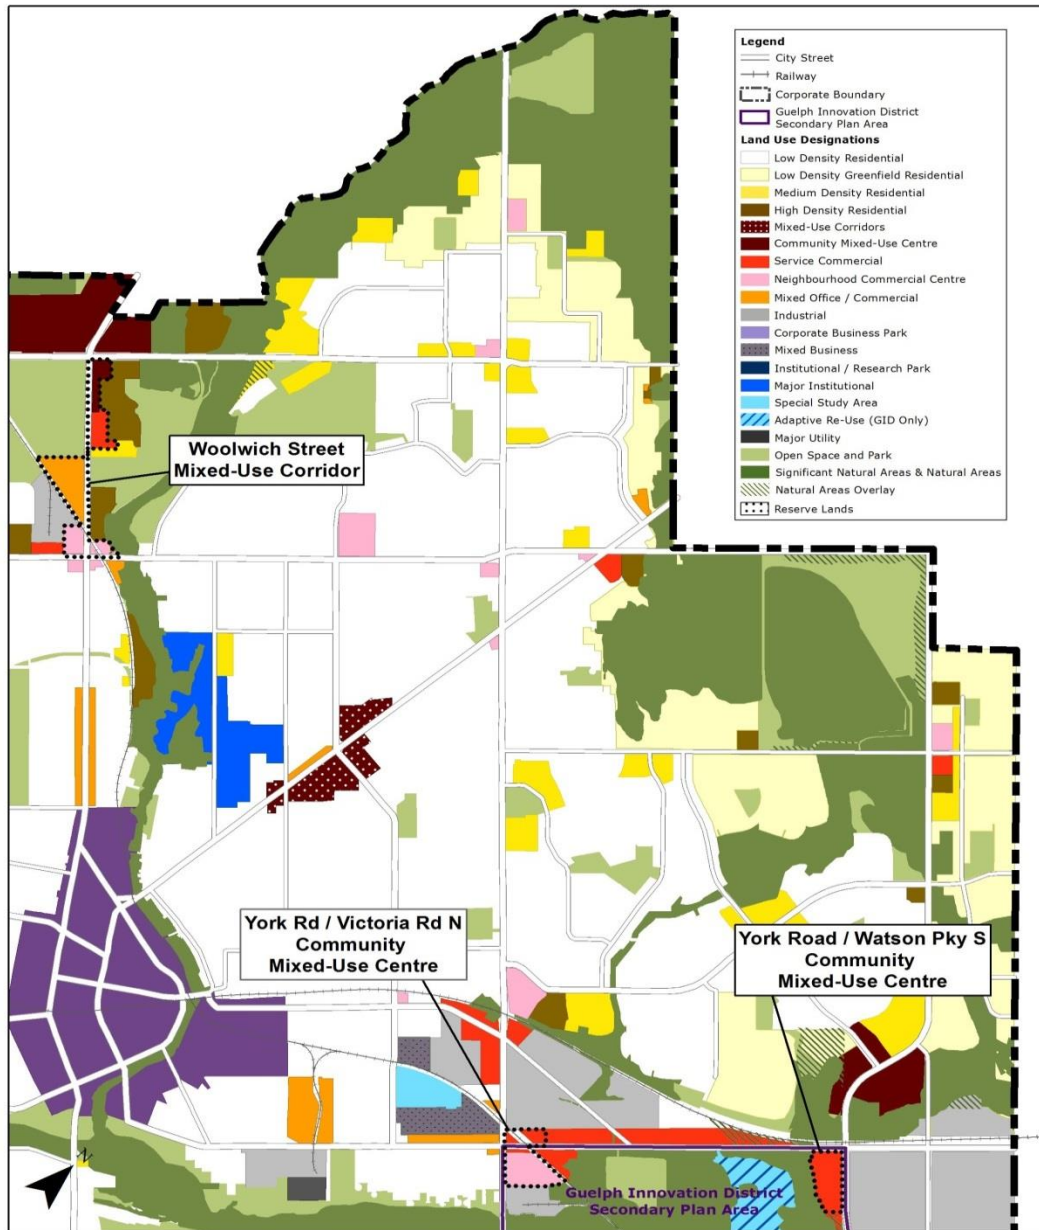 Legend
City Street
Railway
Corporate Boundary
Guelph Innovation District
Secondary Plan Area
Land Use Designations
Low Density Residential
Low Density Greenfield Residential
Medium Density Residential
High Density Residential
Mixed-Use Corridors
Community Mixed-Use Centre
Service Commercial
Neighbourhood Commercial Centre
Mixed Office / Commercial
Industrial
Corporate Business Park
Mixed Business
Institutional / Research Park
Major Institutional
Special Study Area
Adaptive Re-Use (GID Only)
Major Utility
Open Space and Park
Significant Natural Areas & Natural Areas
Natural Areas Overlay
Reserve Lands
Woolwich Street
Mixed-Use Corridor
York Rd / Victoria Rd N
Community
Mixed-Use Centre
York Road / Watson Pky S
Community
Mixed-Use Centre
N
Guelph Innovation District
Secondary Plan Area